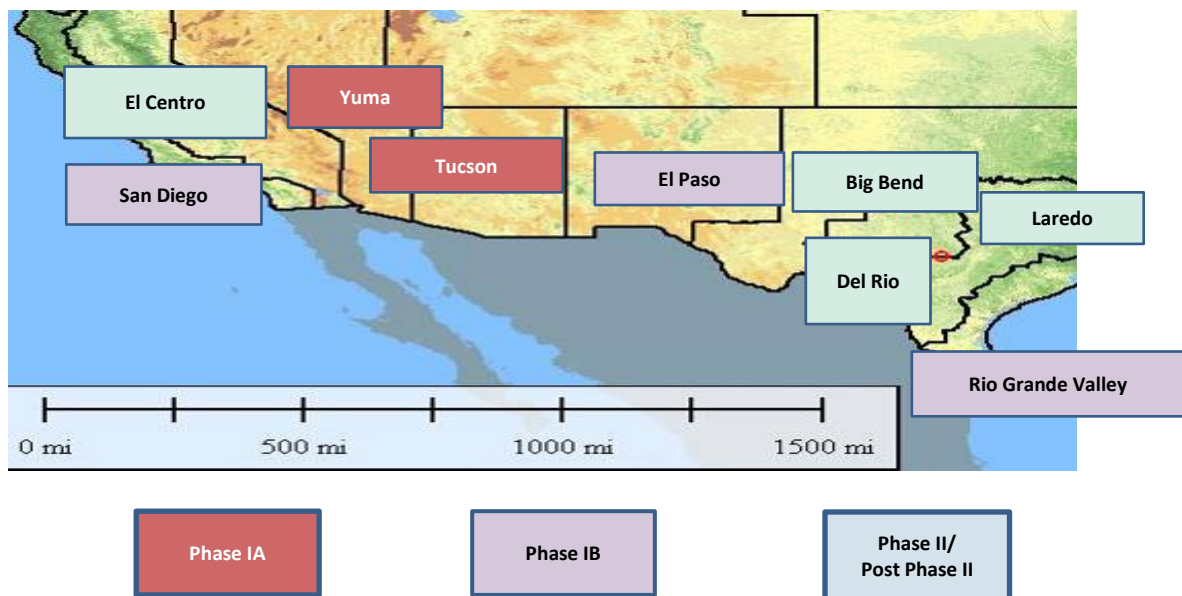 El Centro
Yuma
Tucson
San Diego
El Paso
Big Bend
Laredo
Del Rio
Rio Grande Valley
0 mi 500 mi 1000 mi 1500 mi
Phase IA
Phase IB
Phase II/
Post Phase II